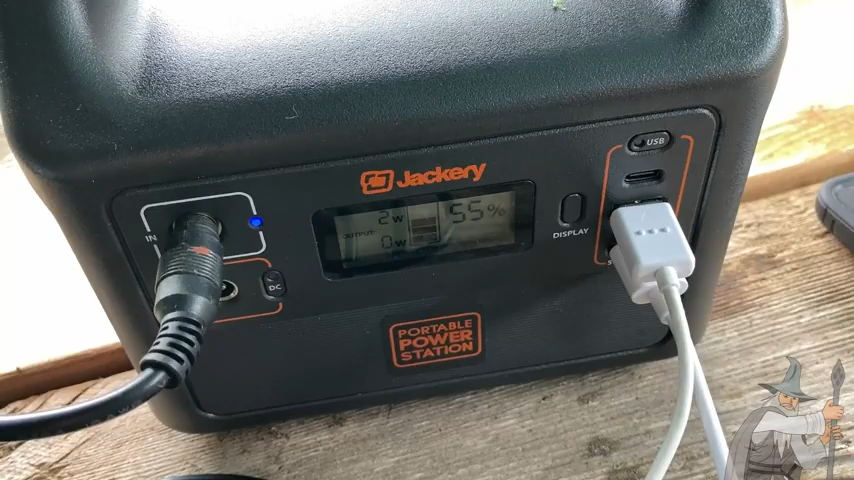 USB
Jackery
2W
55%
IN
OUTPUT:
0W
DISPLAY
DC
PORTABLE
POWER
STATION